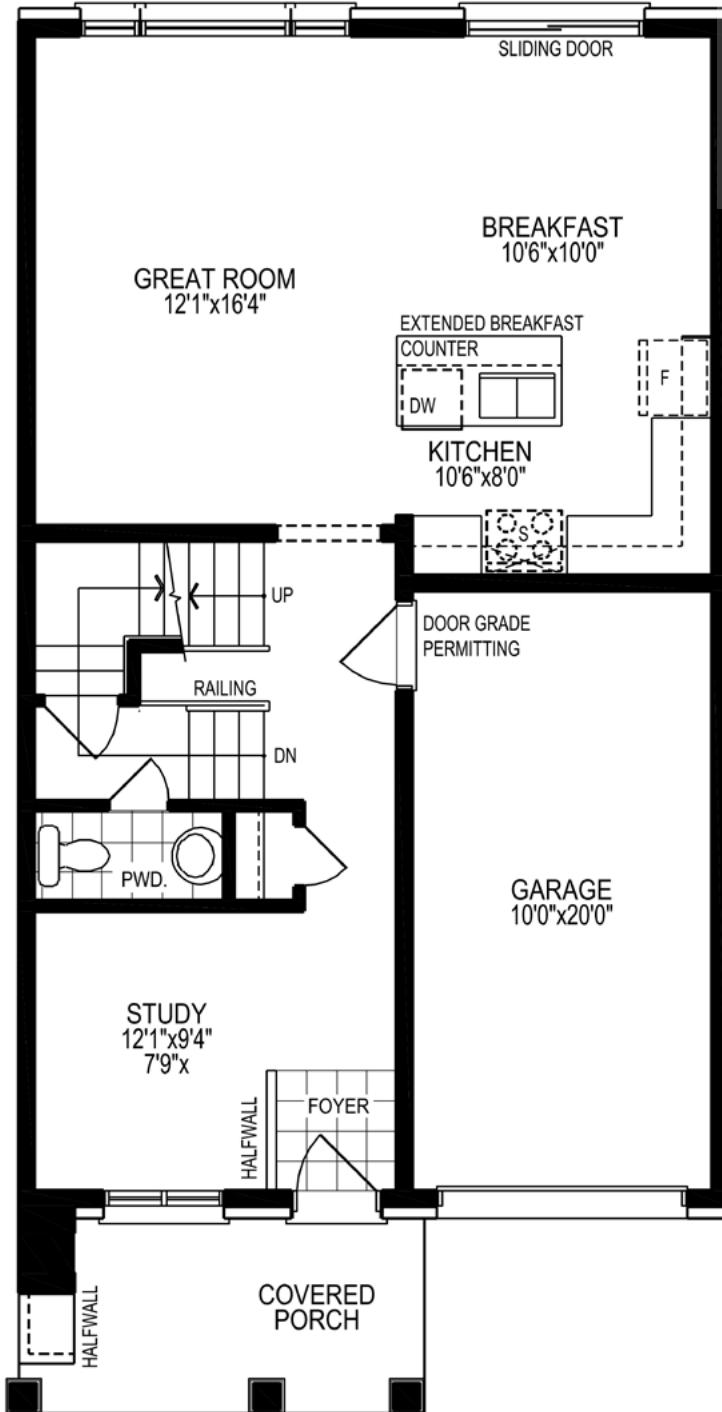 SLIDING DOOR
BREAKFAST
10'6"x10'0"
GREAT ROOM
12'1"x16'4"
EXTENDED BREAKFAST
COUNTER
F
DW
KITCHEN
10'6"x8'0"
S
UP
DOOR GRADE
PERMITTING
RAILING
DN
PWD.
GARAGE
10'0"x20'0"
STUDY
12'1"x9'4"
7'9"x
FOYER
HALFWALL
COVERED
PORCH
HALFWALL